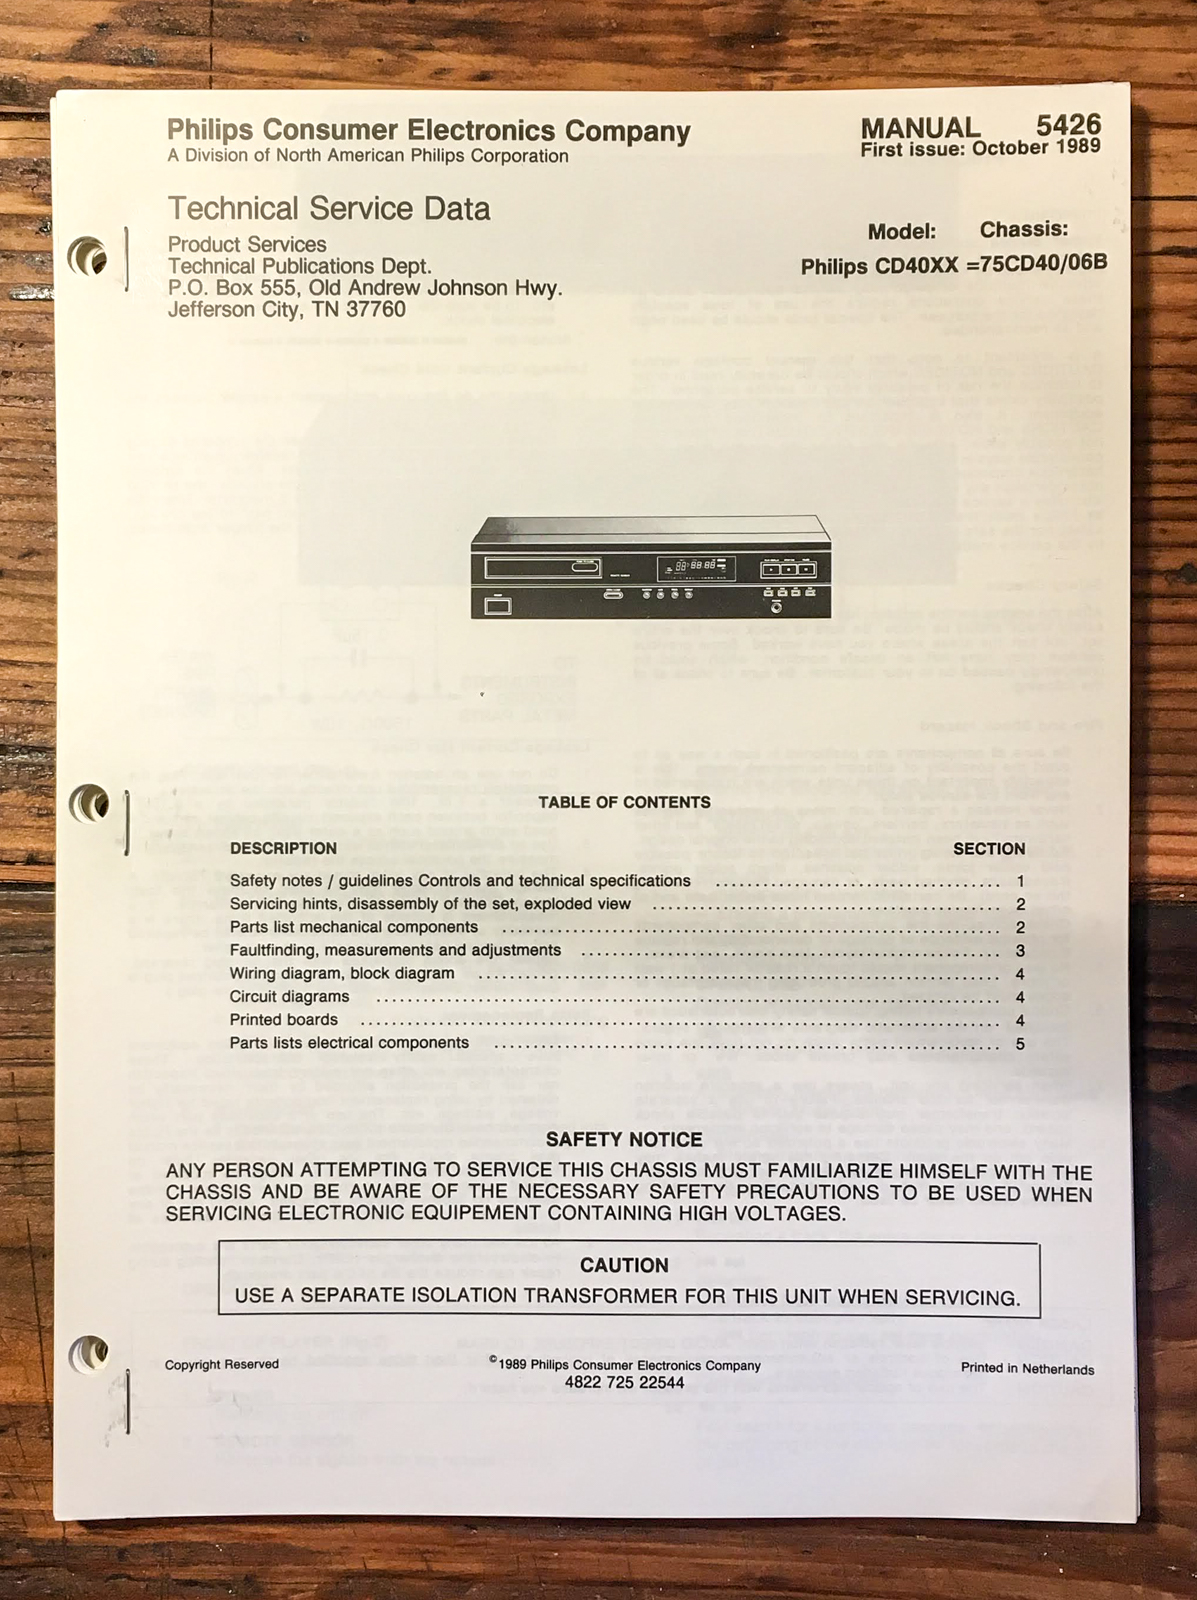 Philips Consumer Electronics Company
A Division of North American Philips Corporation
MANUAL 5426
First issue: October 1989
Technical Service Data
Product Services
Technical Publications Dept.
P.O. Box 555, Old Andrew Johnson Hwy.
Jefferson City, TN 37760
Model: Chassis:
Philips CD40XX =75CD40/06B
TABLE OF CONTENTS
DESCRIPTION SECTION
Safety notes / guidelines Controls and technical specifications .................................... 1
Servicing hints, disassembly of the set, exploded view ............................................ 2
Parts list mechanical components ............................................................... 2
Faultfinding, measurements and adjustments ..................................................... 3
Wiring diagram, block diagram .................................................................. 4
Circuit diagrams ............................................................................... 4
Printed boards ................................................................................. 4
Parts lists electrical components ................................................................ 5
SAFETY NOTICE
ANY PERSON ATTEMPTING TO SERVICE THIS CHASSIS MUST FAMILIARIZE HIMSELF WITH THE
CHASSIS AND BE AWARE OF THE NECESSARY SAFETY PRECAUTIONS TO BE USED WHEN
SERVICING ELECTRONIC EQUIPEMENT CONTAINING HIGH VOLTAGES.
CAUTION
USE A SEPARATE ISOLATION TRANSFORMER FOR THIS UNIT WHEN SERVICING.
Copyright Reserved
©1989 Philips Consumer Electronics Company
4822 725 22544
Printed in Netherlands